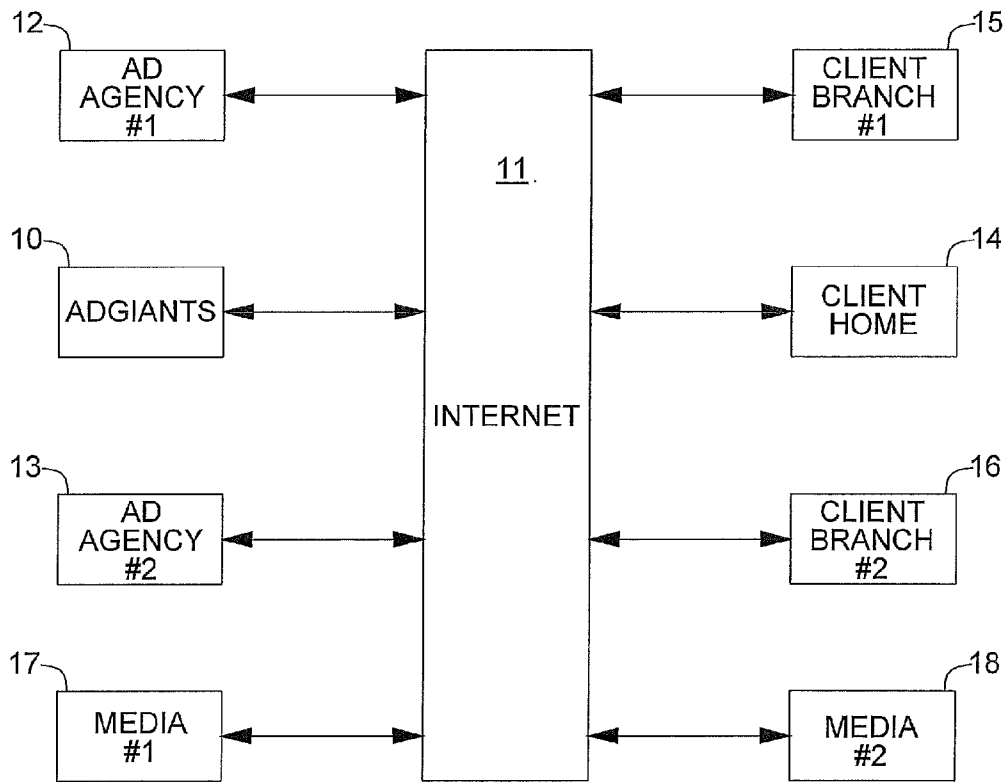 12
AD
AGENCY
#1
15
CLIENT
BRANCH
#1
11
10
ADGIANTS
14
CLIENT
HOME
INTERNET
13
AD
AGENCY
#2
16
CLIENT
BRANCH
#2
17
MEDIA
#1
18
MEDIA
#2